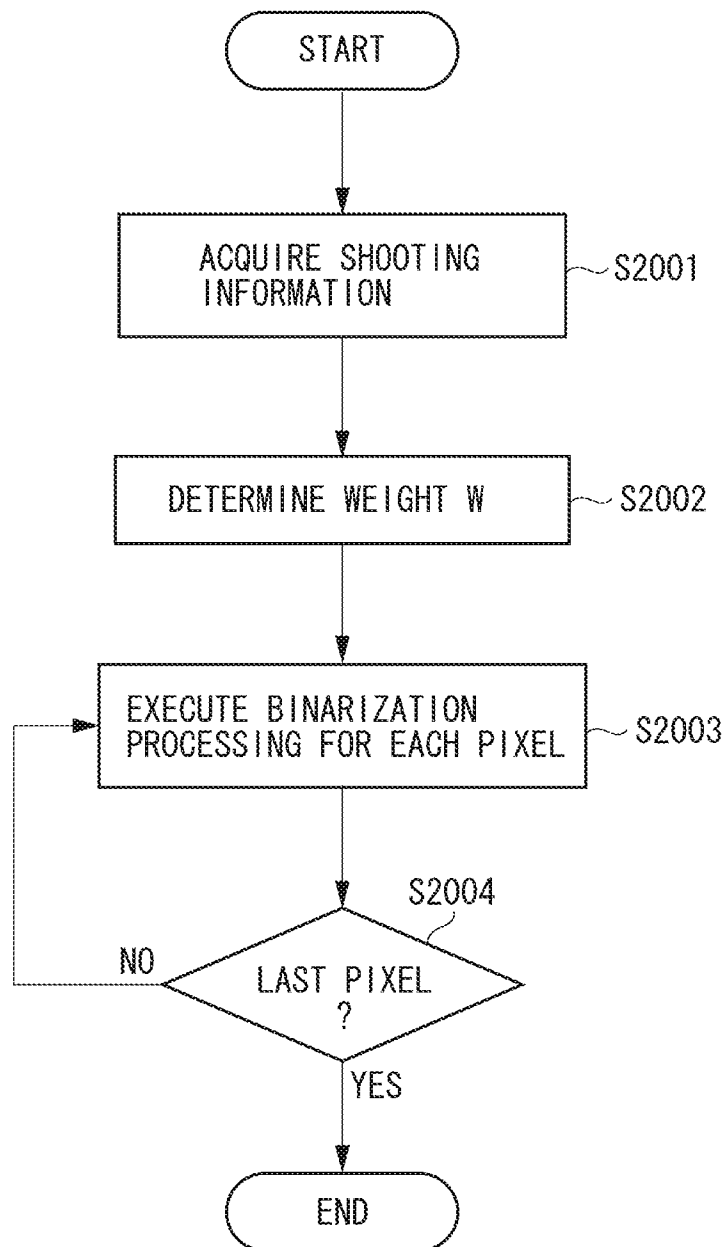 START
ACQUIRE SHOOTING
INFORMATION
S2001
DETERMINE WEIGHT W
S2002
EXECUTE BINARIZATION
PROCESSING FOR EACH PIXEL
S2003
S2004
NO
LAST PIXEL
?
YES
END